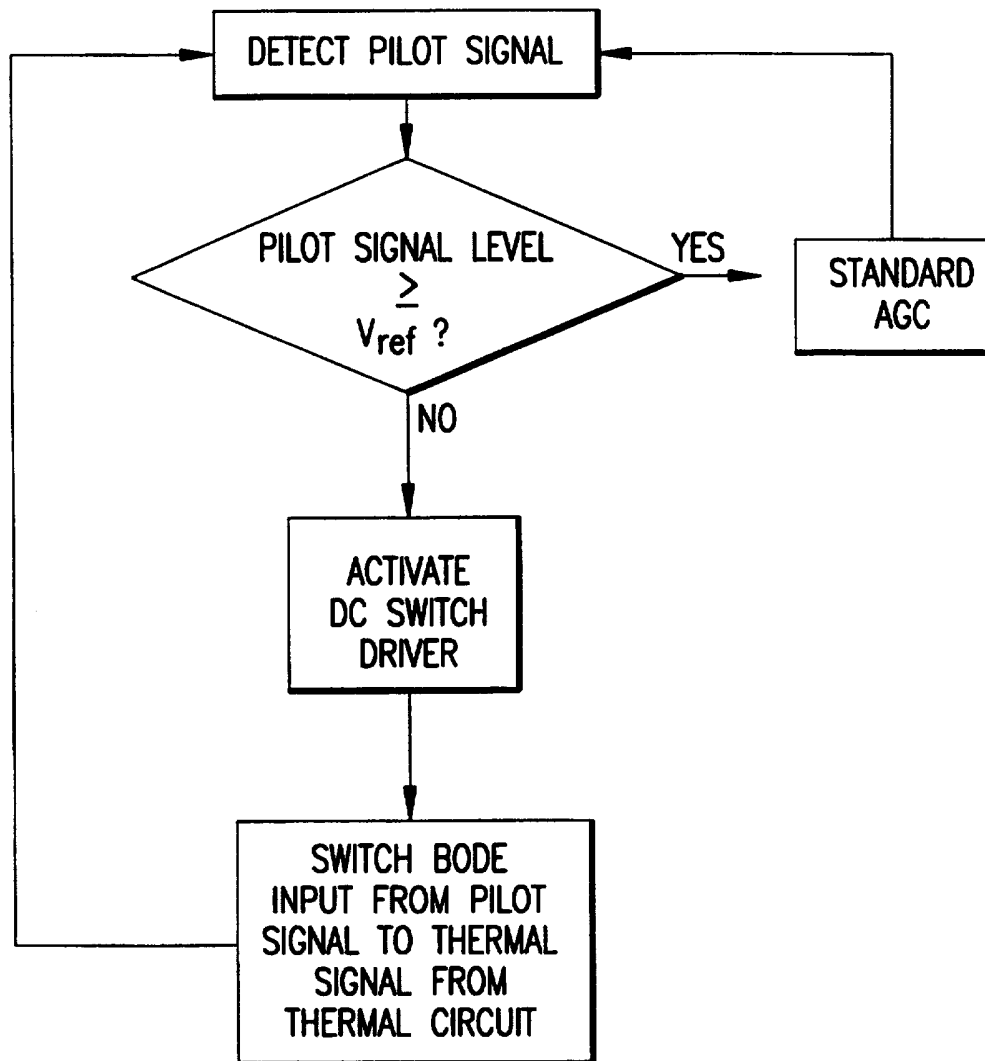 DETECT PILOT SIGNAL
PILOT SIGNAL LEVEL
≥
Vref ?
YES
STANDARD
AGC
NO
ACTIVATE
DC SWITCH
DRIVER
SWITCH BODE
INPUT FROM PILOT
SIGNAL TO THERMAL
SIGNAL FROM
THERMAL CIRCUIT